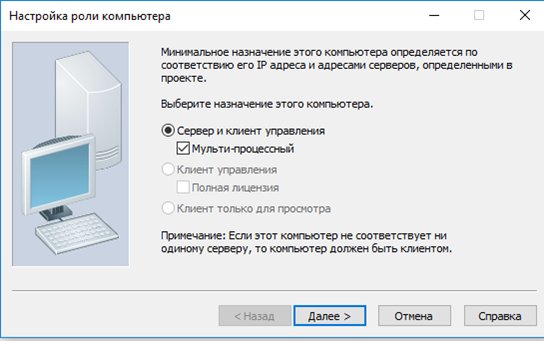 Настройка роли компьютера
Минимальное назначение этого компьютера определяется по
соответствию его IP адреса и адресами серверов, определенными в
проекте.
Выберите назначение этого компьютера.
Сервер и клиент управления
Мульти-процессный
Клиент управления
Полная лицензия
Клиент только для просмотра
Примечание: Если этот компьютер не соответствует ни
одиному серверу, то компьютер должен быть клиентом.
< Назад
Далее >
Отмена
Справка